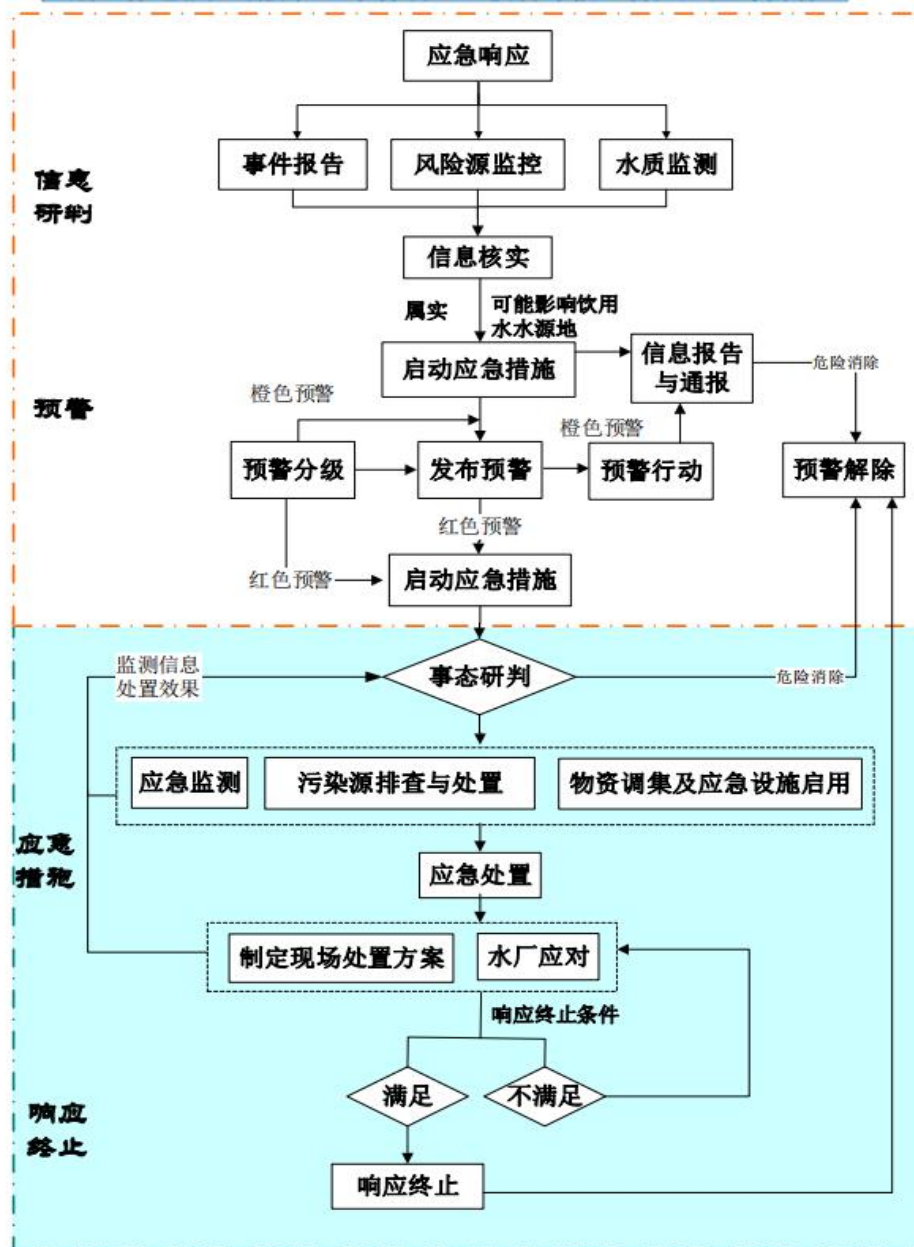 应急响应
事件报告
风险源监控
水质监测
信息
研判
信息核实
属实
可能影响饮用
水水源地
启动应急措施
信息报告
与通报
危险消除
预警
橙色预警
橙色预警
预警分级
发布预警
预警行动
预警解除
红色预警
红色预警
启动应急措施
监测信息
处置效果
事态研判
危险消除
应急监测
污染源排查与处置
物资调集及应急设施启用
应急
措施
应急处置
制定现场处置方案
水厂应对
响应终止条件
满足
不满足
响应
终止
响应终止